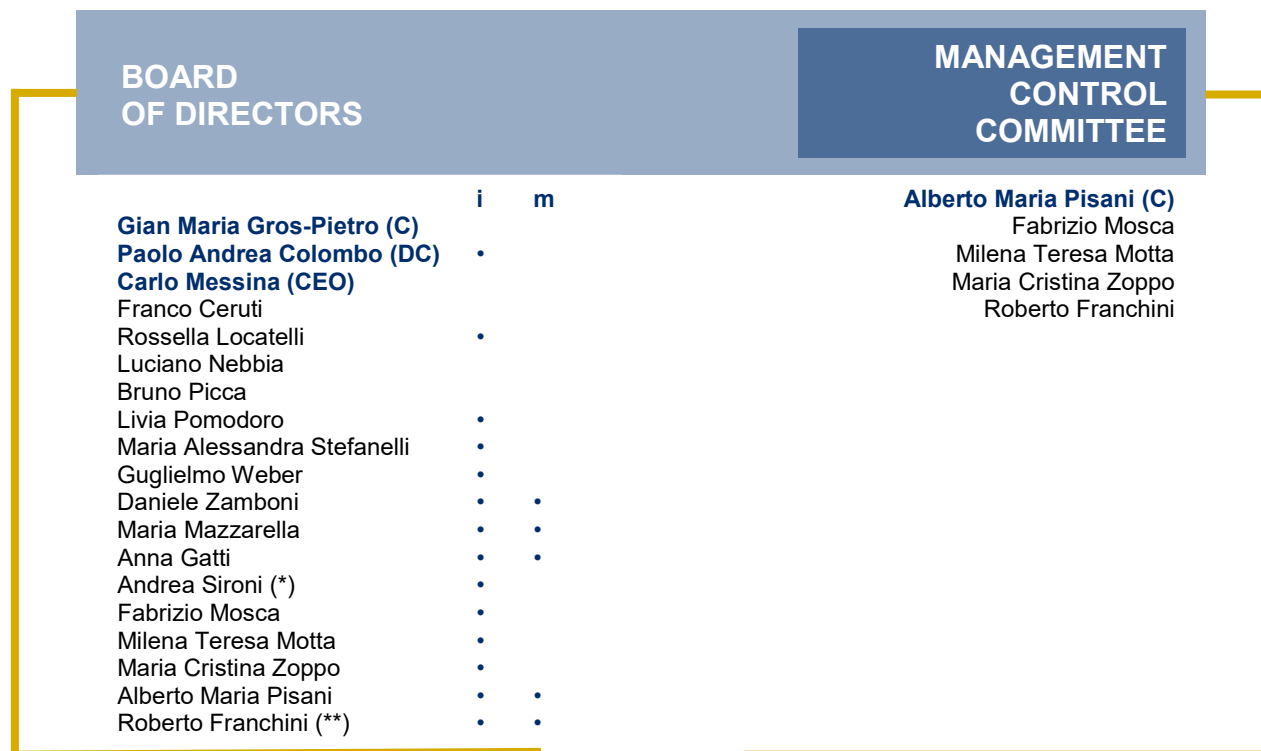 BOARD
OF DIRECTORS
MANAGEMENT
CONTROL
COMMITTEE
i m
Gian Maria Gros-Pietro (C)
Paolo Andrea Colombo (DC) •
Carlo Messina (CEO)
Franco Ceruti
Rossella Locatelli •
Luciano Nebbia
Bruno Picca
Livia Pomodoro •
Maria Alessandra Stefanelli •
Guglielmo Weber •
Daniele Zamboni • •
Maria Mazzarella • •
Anna Gatti • •
Andrea Sironi (*) •
Fabrizio Mosca •
Milena Teresa Motta •
Maria Cristina Zoppo •
Alberto Maria Pisani • •
Roberto Franchini (**) • •
Alberto Maria Pisani (C)
Fabrizio Mosca
Milena Teresa Motta
Maria Cristina Zoppo
Roberto Franchini